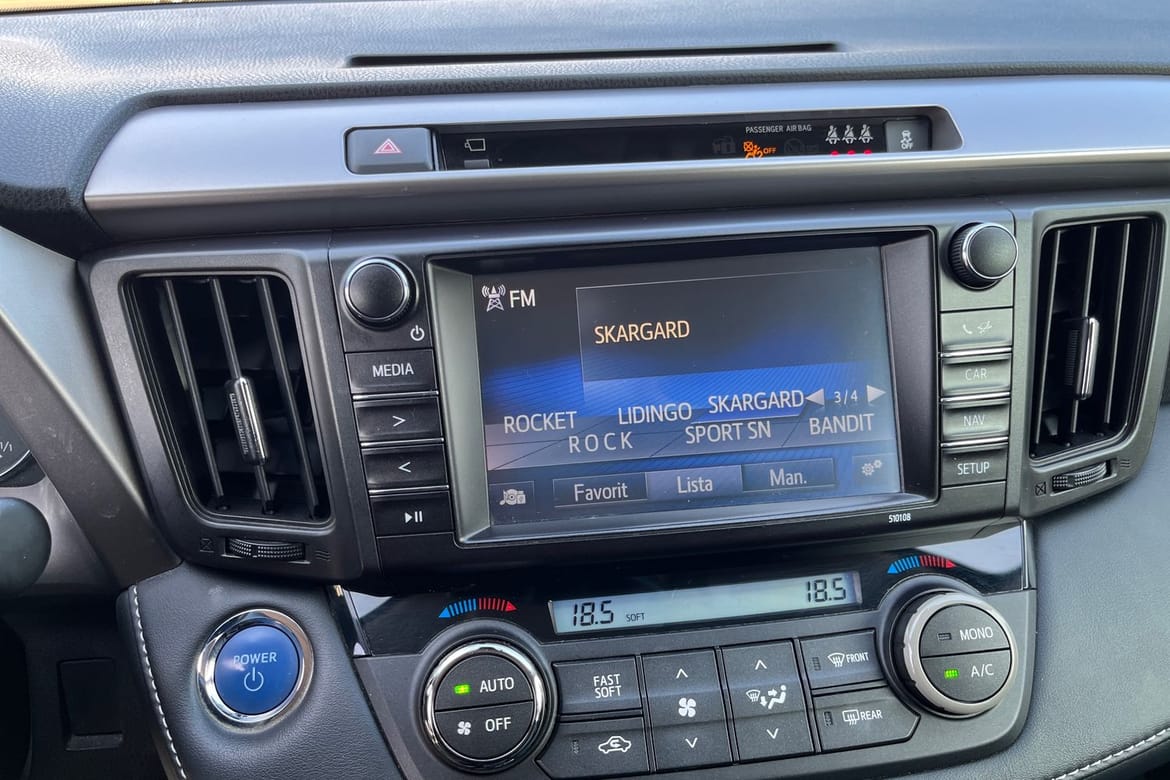 PASSENGER AIR BAG
OFF
OFF
FM
SKARGARD
MEDIA
>
<
CAR
NAV
SETUP
ROCKET
LIDINGO
SKARGARD
3/4
ROCK
SPORT SN
BANDIT
Favorit
Lista
Man.
510108
18.5
SOFT
18.5
POWER
AUTO
OFF
FAST
SOFT
FRONT
REAR
MONO
A/C